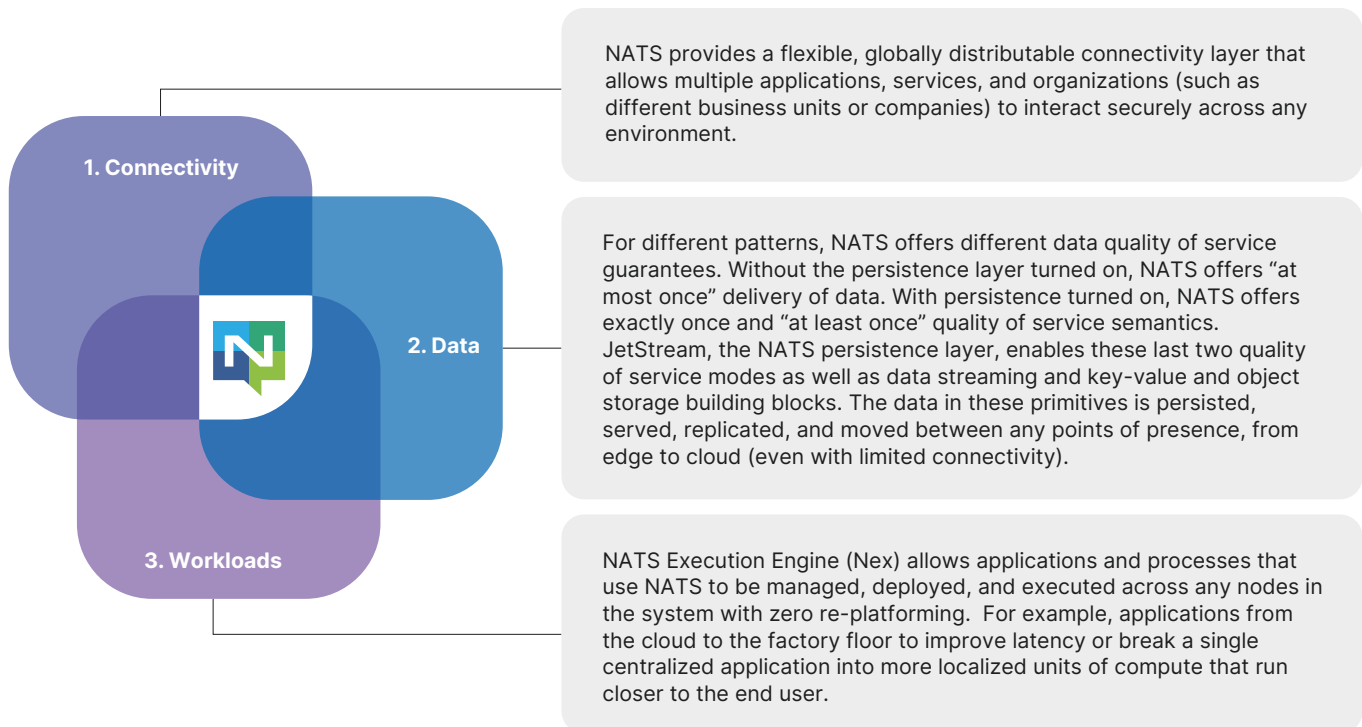 NATS provides a flexible, globally distributable connectivity layer that
allows multiple applications, services, and organizations (such as
different business units or companies) to interact securely across any
environment.
1. Connectivity
For different patterns, NATS offers different data quality of service
guarantees. Without the persistence layer turned on, NATS offers “at
most once” delivery of data. With persistence turned on, NATS offers
exactly once and “at least once” quality of service semantics.
JetStream, the NATS persistence layer, enables these last two quality
of service modes as well as data streaming and key-value and object
storage building blocks. The data in these primitives is persisted,
served, replicated, and moved between any points of presence, from
edge to cloud (even with limited connectivity).
2. Data
N
3. Workloads
NATS Execution Engine (Nex) allows applications and processes that
use NATS to be managed, deployed, and executed across any nodes in
the system with zero re-platforming.  For example, applications from
the cloud to the factory floor to improve latency or break a single
centralized application into more localized units of compute that run
closer to the end user.